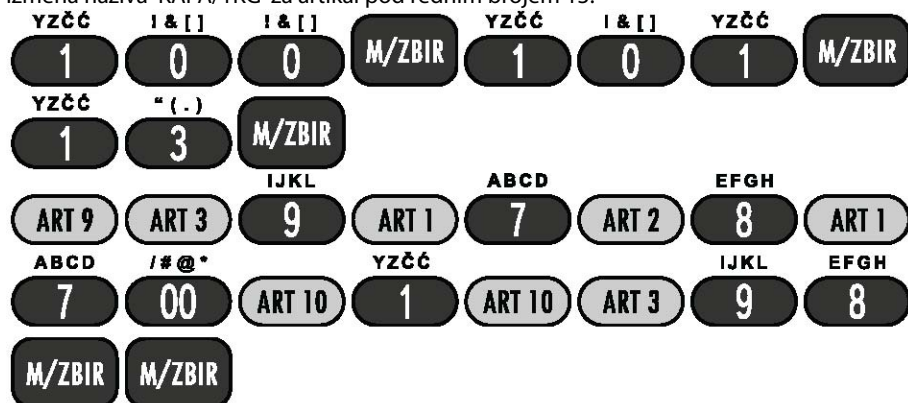 Izmena naziva "KAFA/TRG" za artikal pod rednim brojem 13:
YZČĆ ! & [ ] ! & [ ] YZČĆ ! & [ ] YZČĆ
1 0 0 M/ZBIR 1 0 1 M/ZBIR
YZČĆ “ ( . )
1 3 M/ZBIR
IJKL ABCD EFGH
ART 9 ART 3 9 ART 1 7 ART 2 8 ART 1
ABCD / # @ * YZČĆ IJKL EFGH
7 00 ART 10 1 ART 10 ART 3 9 8
M/ZBIR M/ZBIR